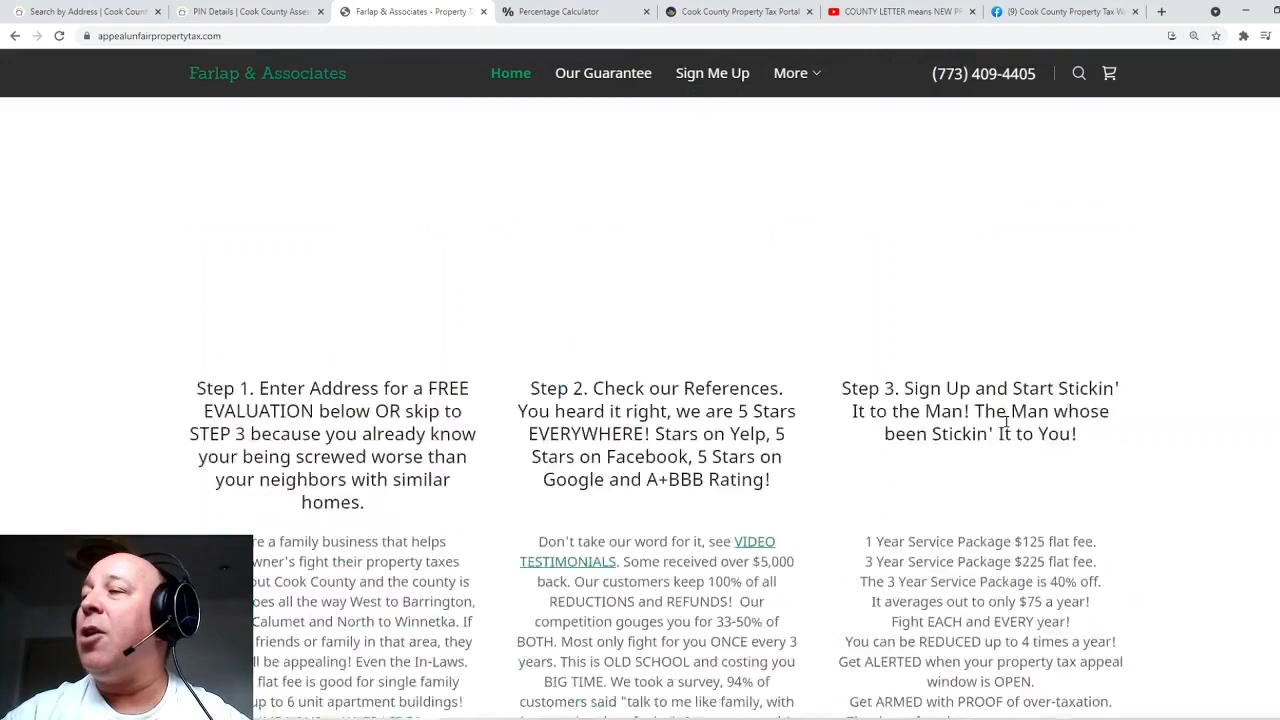 Search by Address | Cook Count
PIN Details | Cook County Asses
Farlap & Associates - Property T
Percentage Calculator
Cook County Property Tax Portal
COUNTY LETTER means NEW PR
(9) Cook County Property Tax W
appealunfairpropertytax.com
Farlap & Associates
Home
Our Guarantee
Sign Me Up
More
(773) 409-4405
Step 1. Enter Address for a FREE
EVALUATION below OR skip to
STEP 3 because you already know
your being screwed worse than
your neighbors with similar
homes.
re a family business that helps
owner's fight their property taxes
out Cook County and the county is
oes all the way West to Barrington,
Calumet and North to Winnetka. If
friends or family in that area, they
ll be appealing! Even the In-Laws.
flat fee is good for single family
up to 6 unit apartment buildings!
Step 2. Check our References.
You heard it right, we are 5 Stars
EVERYWHERE! Stars on Yelp, 5
Stars on Facebook, 5 Stars on
Google and A+BBB Rating!
Don't take our word for it, see VIDEO
TESTIMONIALS. Some received over $5,000
back. Our customers keep 100% of all
REDUCTIONS and REFUNDS! Our
competition gouges you for 33-50% of
BOTH. Most only fight for you ONCE every 3
years. This is OLD SCHOOL and costing you
BIG TIME. We took a survey, 94% of
customers said "talk to me like family, with
Step 3. Sign Up and Start Stickin'
It to the Man! The Man whose
been Stickin' It to You!
1 Year Service Package $125 flat fee.
3 Year Service Package $225 flat fee.
The 3 Year Service Package is 40% off.
It averages out to only $75 a year!
Fight EACH and EVERY year!
You can be REDUCED up to 4 times a year!
Get ALERTED when your property tax appeal
window is OPEN.
Get ARMED with PROOF of over-taxation.